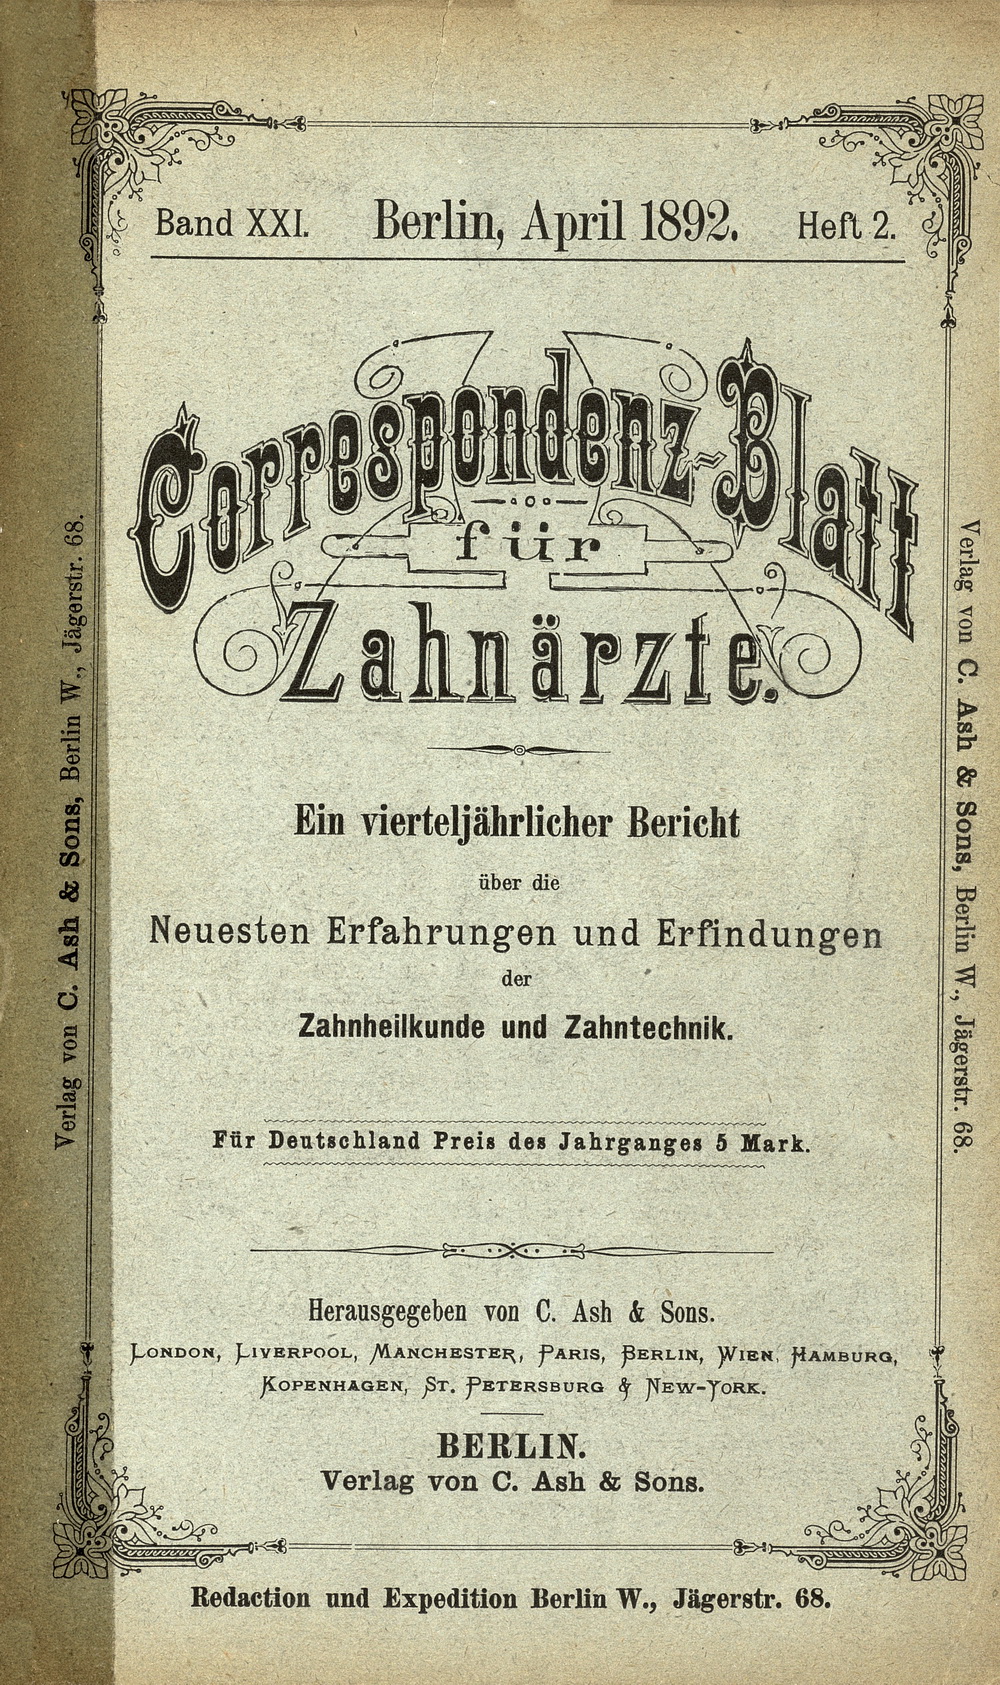 Band XXI. Berlin, April 1892. Heft 2.
Correspondenz-Blatt
für
Zahnärzte.
Ein vierteljährlicher Bericht
über die
Neuesten Erfahrungen und Erfindungen
der
Zahnheilkunde und Zahntechnik.
Für Deutschland Preis des Jahrganges 5 Mark.
Herausgegeben von C. Ash & Sons.
LONDON, LIVERPOOL, MANCHESTER, PARIS, BERLIN, WIEN, HAMBURG,
KOPENHAGEN, ST. PETERSBURG & NEW-YORK.
BERLIN.
Verlag von C. Ash & Sons.
Redaction und Expedition Berlin W., Jägerstr. 68.
Verlag von C. Ash & Sons, Berlin W., Jägerstr. 68.
Verlag von C. Ash & Sons, Berlin W., Jägerstr. 68.